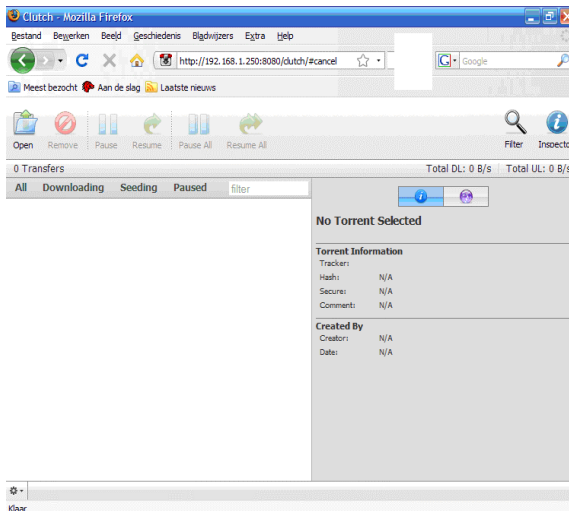 Clutch - Mozilla Firefox
Bestand Bewerken Beeld Geschiedenis Bladwijzers Extra Help
http://192.168.1.250:8080/clutch/#cancel G Google
Meest bezocht Aan de slag Laatste nieuws
Open Remove Pause Resume Pause All Resume All Filter Inspecto
0 Transfers Total DL: 0 B/s Total UL: 0 B/s
All Downloading Seeding Paused filter
No Torrent Selected
Torrent Information
Tracker:
Hash: N/A
Secure: N/A
Comment: N/A
Created By
Creator: N/A
Date: N/A
Klaar